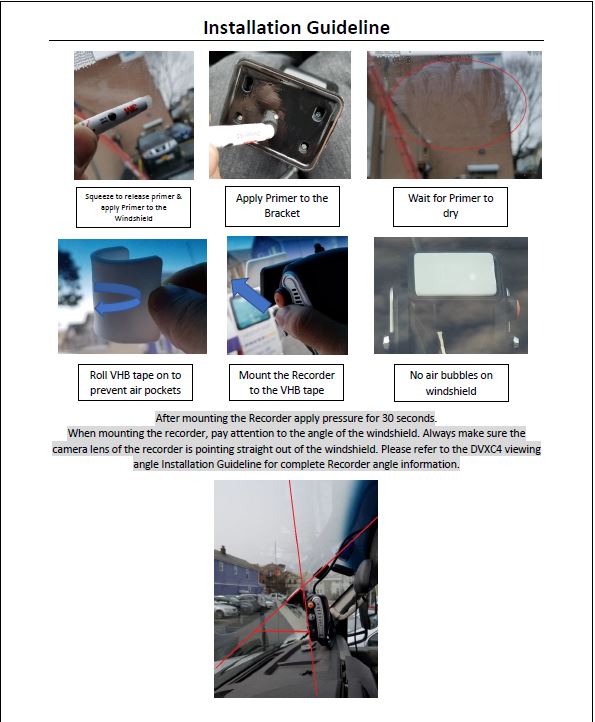 Installation Guideline
Squeeze to release primer &
apply Primer to the
Windshield
Apply Primer to the
Bracket
Wait for Primer to
dry
Roll VHB tape on to
prevent air pockets
Mount the Recorder
to the VHB tape
No air bubbles on
windshield
After mounting the Recorder apply pressure for 30 seconds.
When mounting the recorder, pay attention to the angle of the windshield. Always make sure the
camera lens of the recorder is pointing straight out of the windshield. Please refer to the DVXC4 viewing
angle Installation Guideline for complete Recorder angle information.